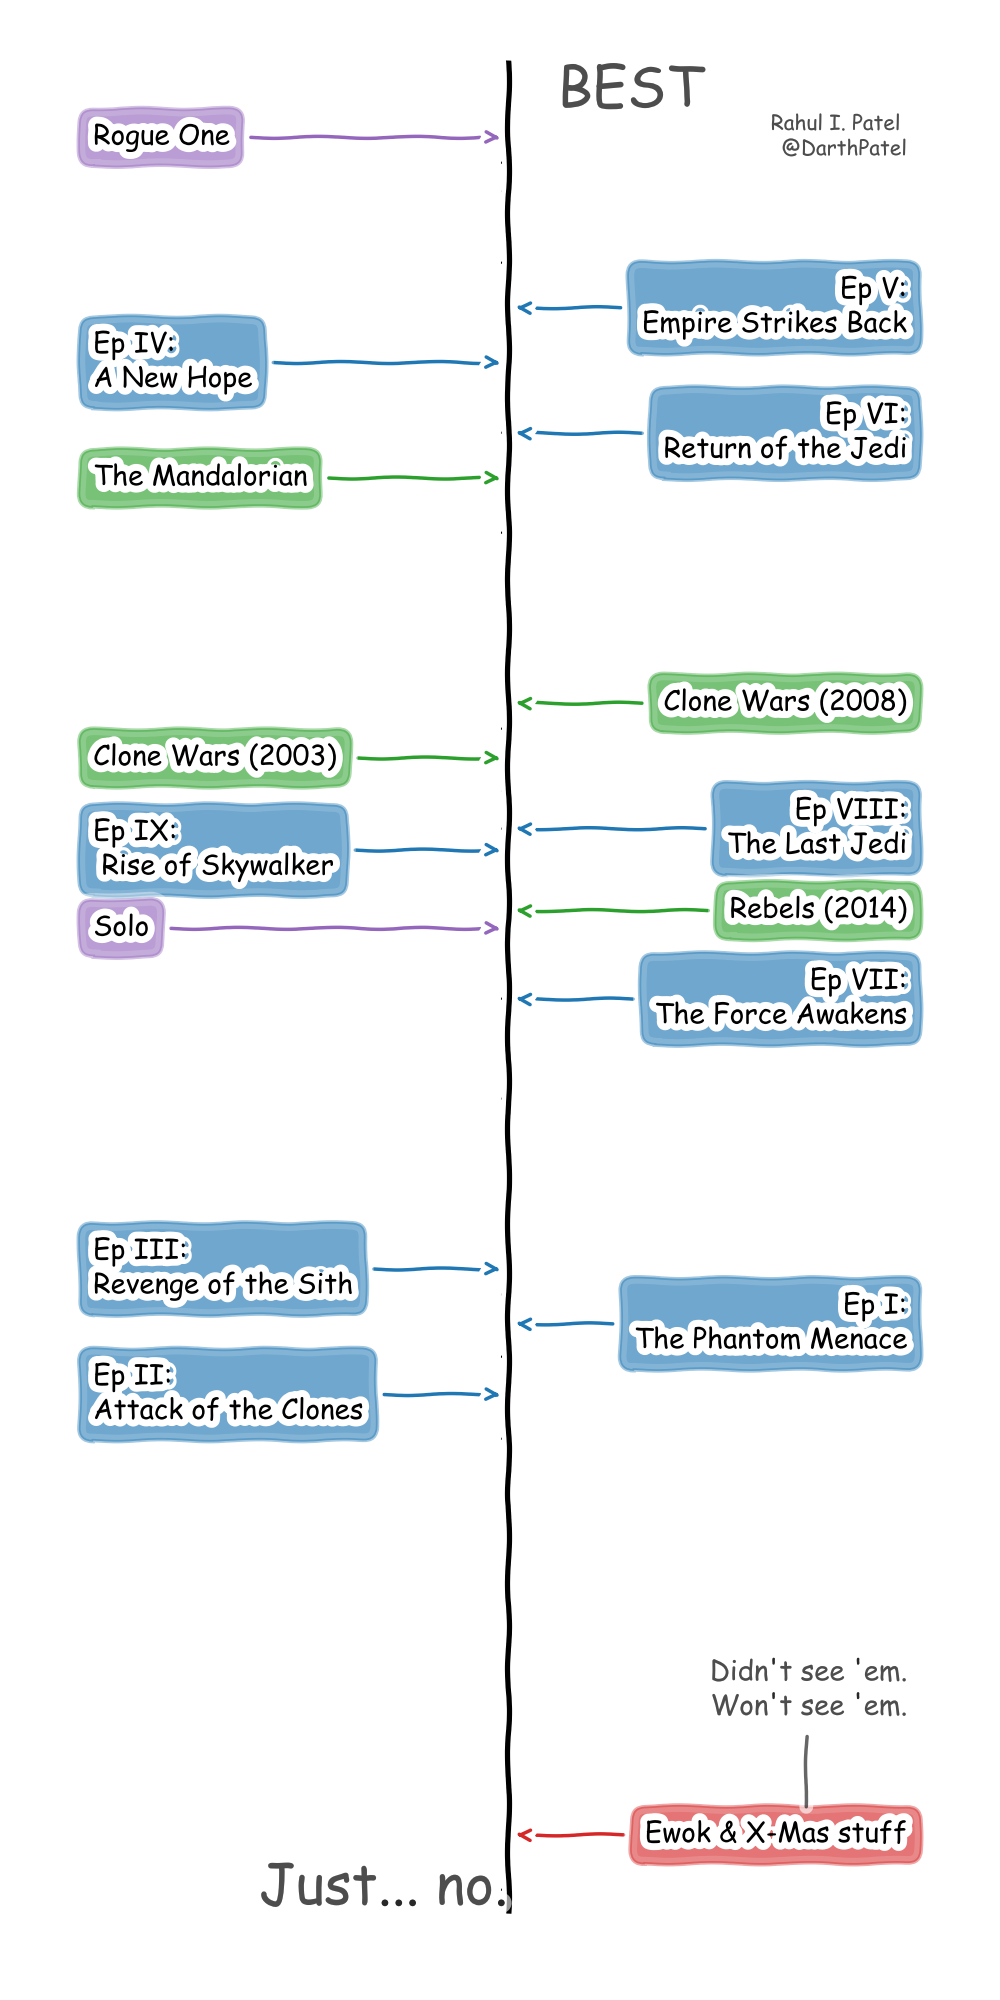 BEST
Rahul I. Patel
@DarthPatel
Rogue One
Ep V:
Empire Strikes Back
Ep IV:
A New Hope
Ep VI:
Return of the Jedi
The Mandalorian
Clone Wars (2008)
Clone Wars (2003)
Ep VIII:
The Last Jedi
Ep IX:
Rise of Skywalker
Rebels (2014)
Solo
Ep VII:
The Force Awakens
Ep III:
Revenge of the Sith
Ep I:
The Phantom Menace
Ep II:
Attack of the Clones
Didn't see 'em.
Won't see 'em.
Ewok & X-Mas stuff
Just... no.